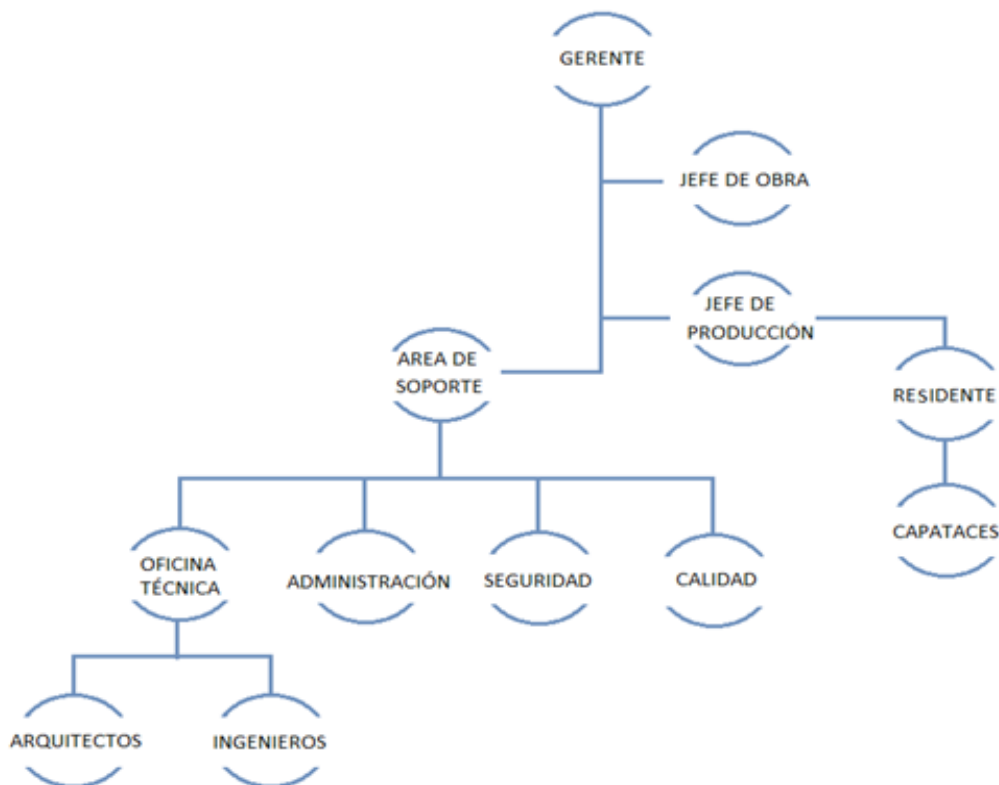 GERENTE
JEFE DE OBRA
JEFE DE
PRODUCCIÓN
AREA DE
SOPORTE
RESIDENTE
CAPATACES
OFICINA
TÉCNICA
ADMINISTRACIÓN
SEGURIDAD
CALIDAD
ARQUITECTOS
INGENIEROS